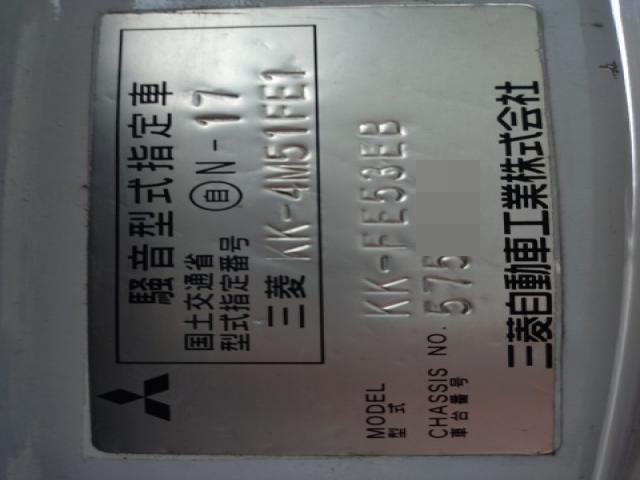 騒音型式指定車
国土交通省
型式指定番号 自 N-17
三菱 KK-4M51FE1
MODEL
型式 KK-FE53EB
CHASSIS NO.
車台番号 575
三菱自動車工業株式会社